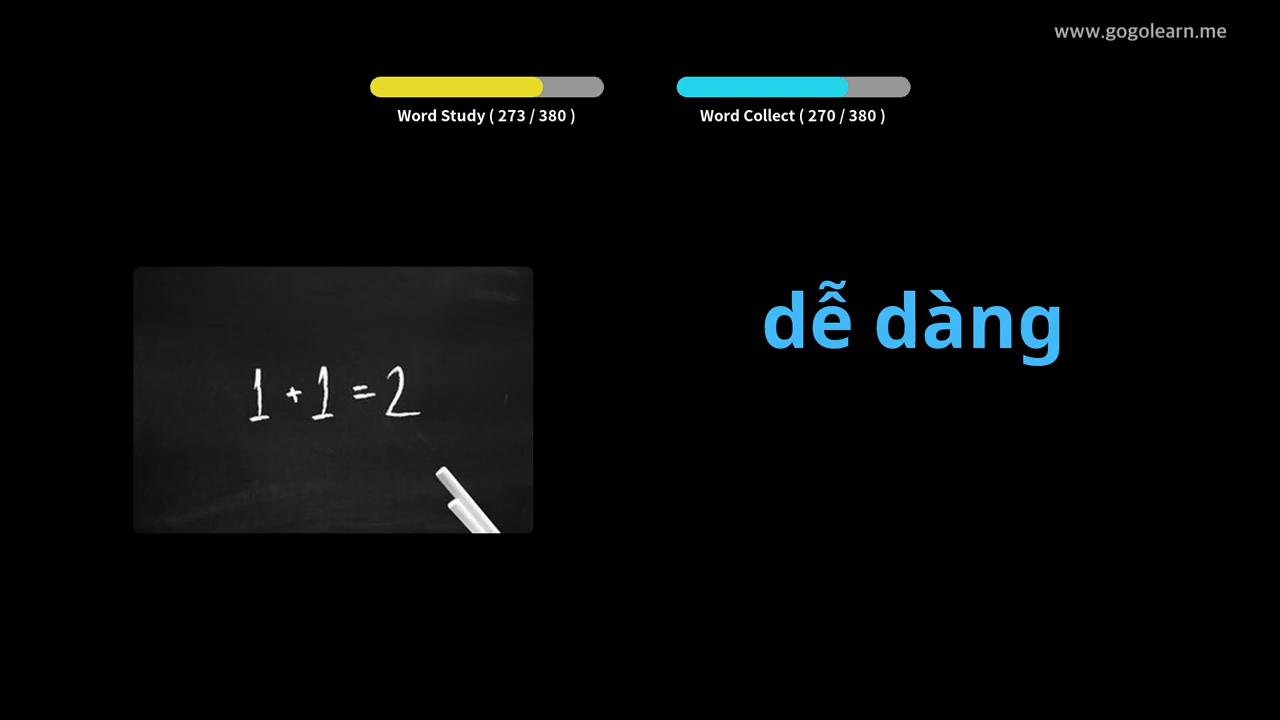 www.gogolearn.me
Word Study ( 273 / 380 )
Word Collect ( 270 / 380 )
dễ dàng
1 + 1 = 2